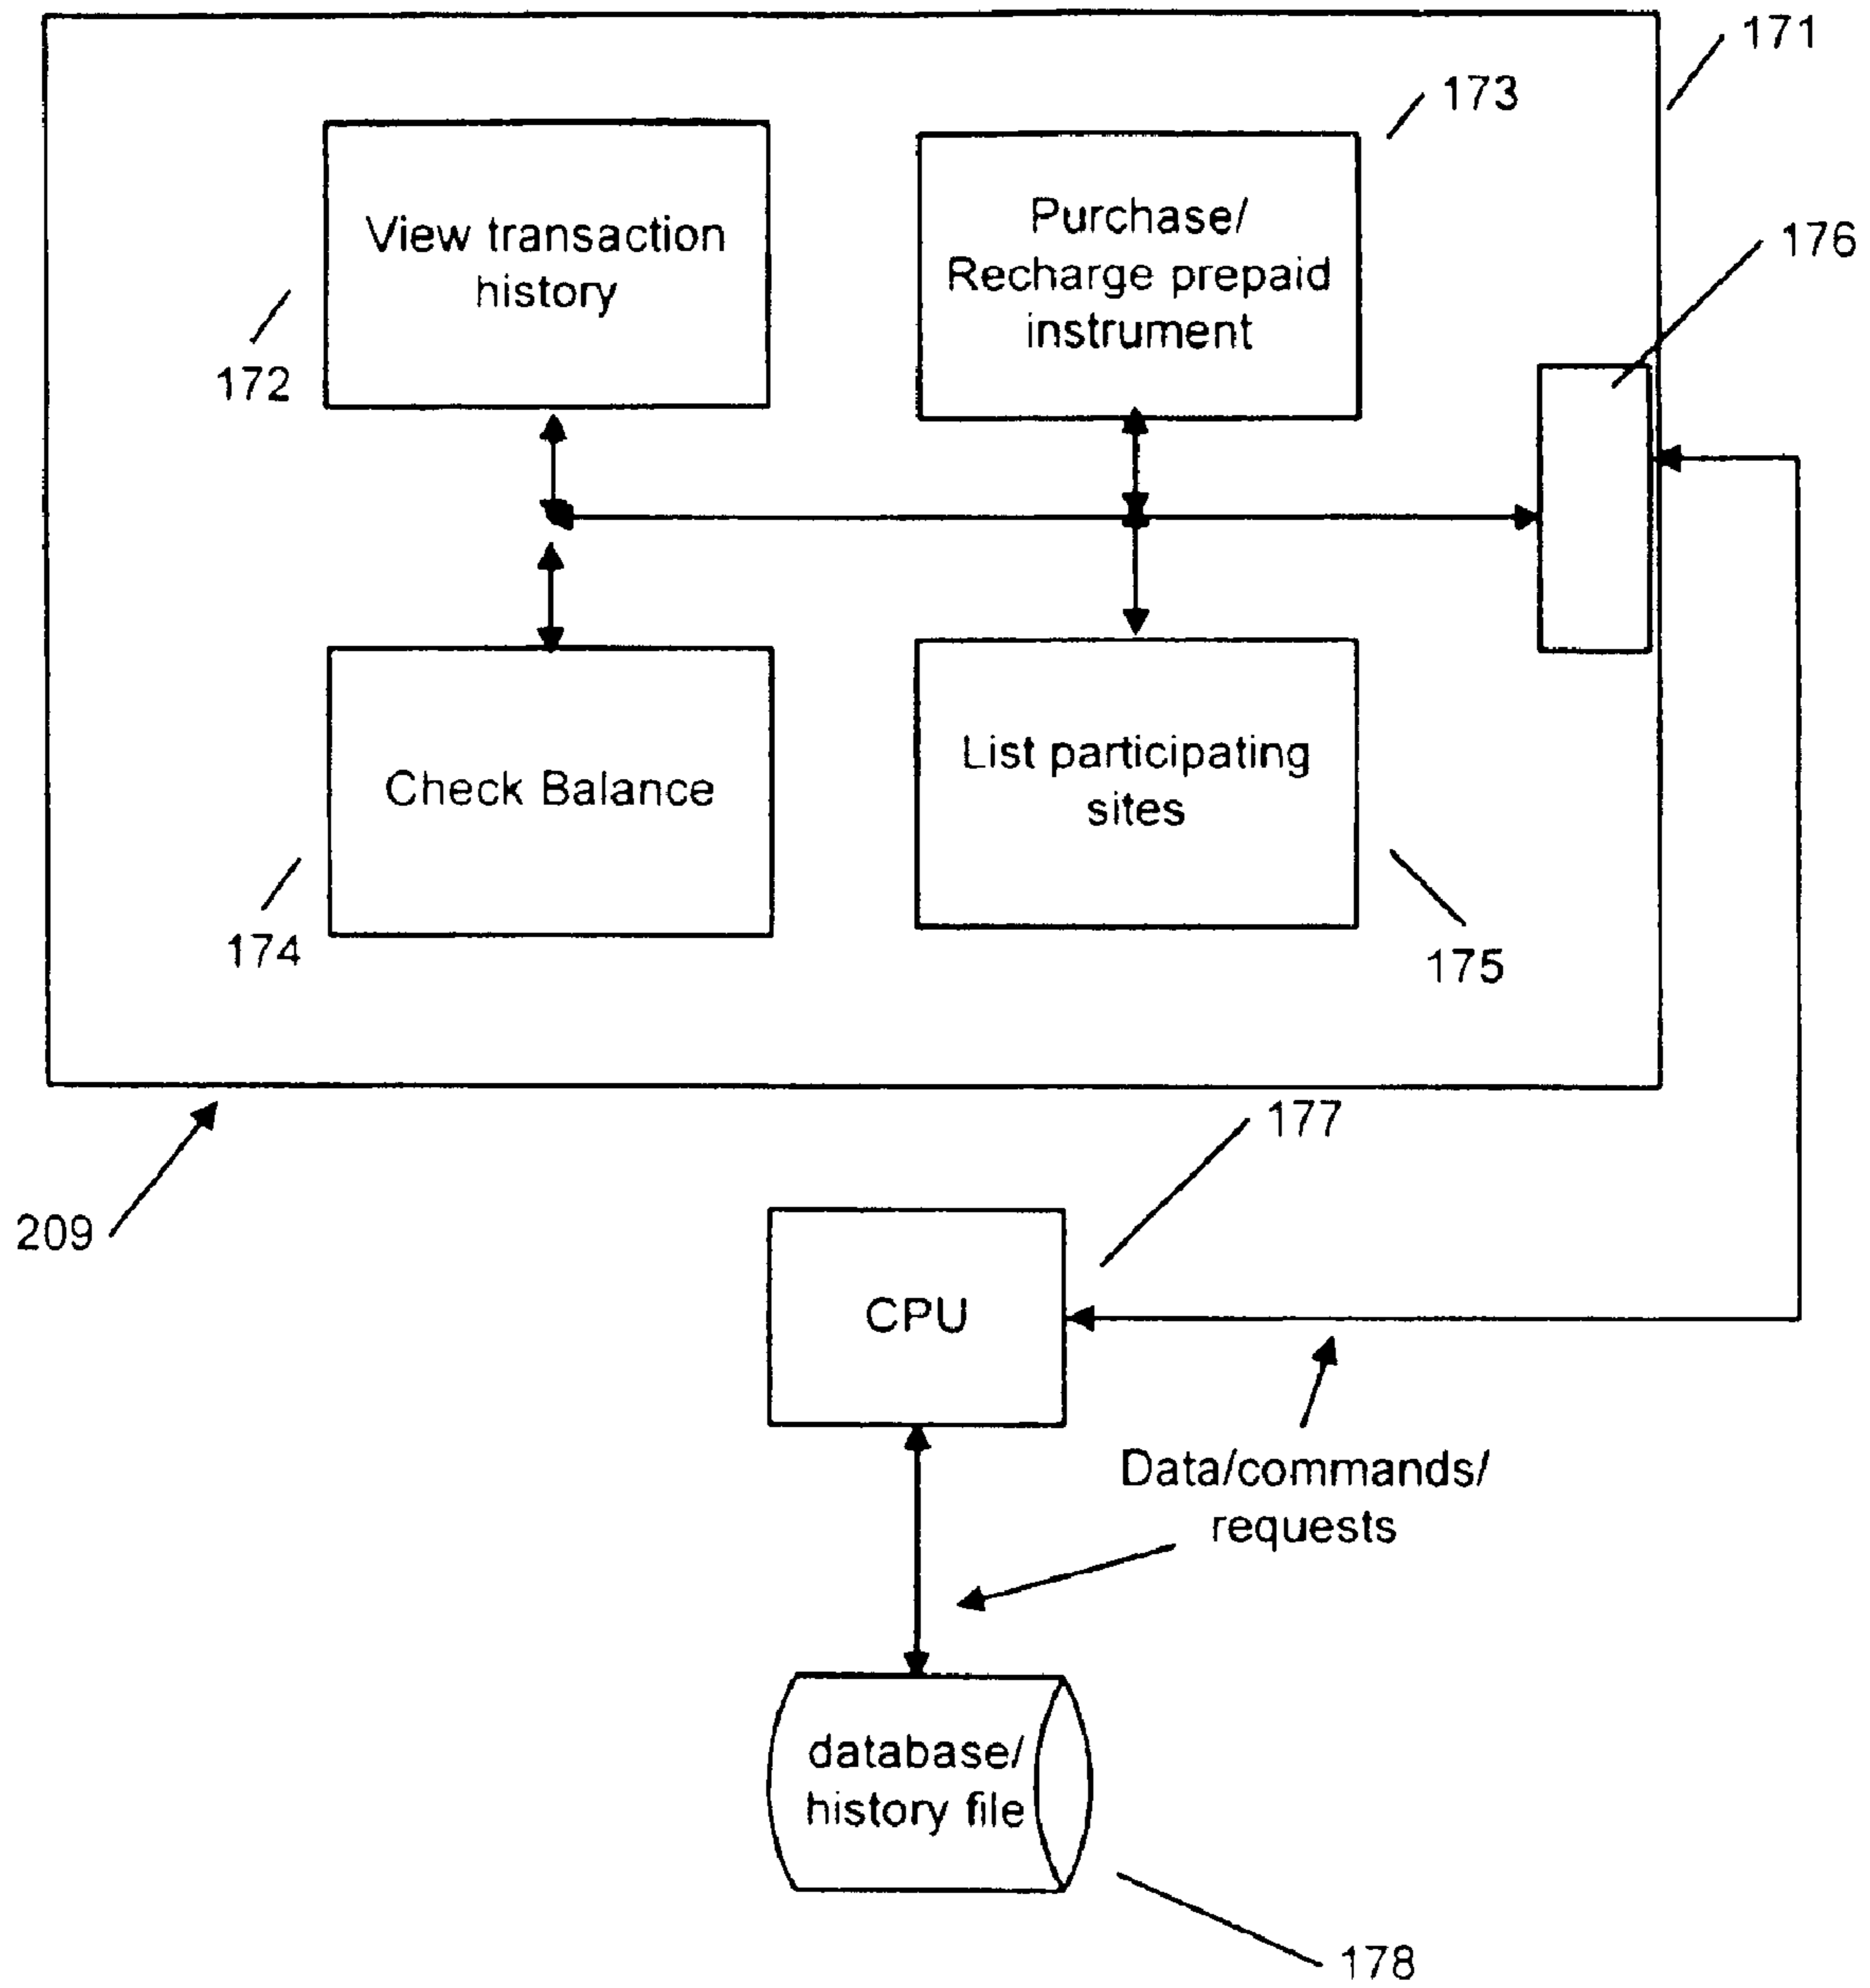 171
173
View transaction
history
Purchase/
Recharge prepaid
instrument
176
172
Check Balance
List participating
sites
174
175
177
209
CPU
Data/commands/
requests
database/
history file
178